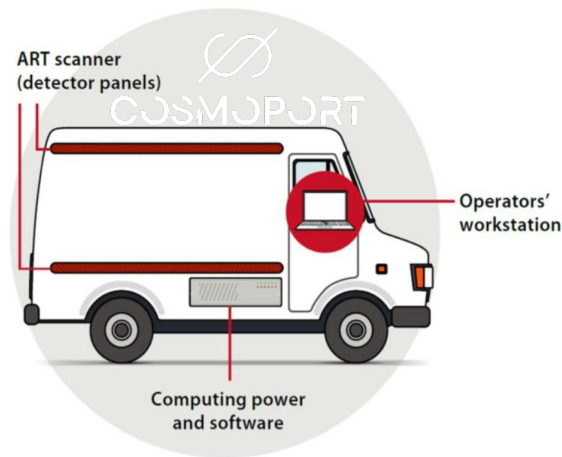 ART scanner
(detector panels)
COSMOPORT
Operators’
workstation
Computing power
and software